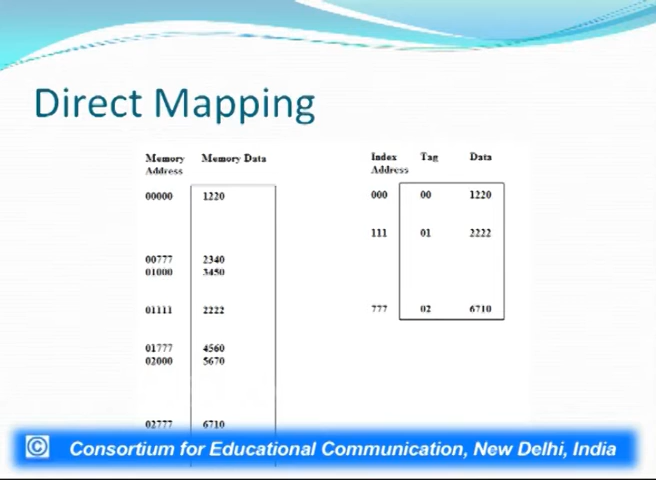 Direct Mapping
Memory Address Memory Data
00000 1220
00777 2340
01000 3450
01111 2222
01777 4560
02000 5670
02777 6710
Index Address Tag Data
000 00 1220
111 01 2222
777 02 6710
© Consortium for Educational Communication, New Delhi, India